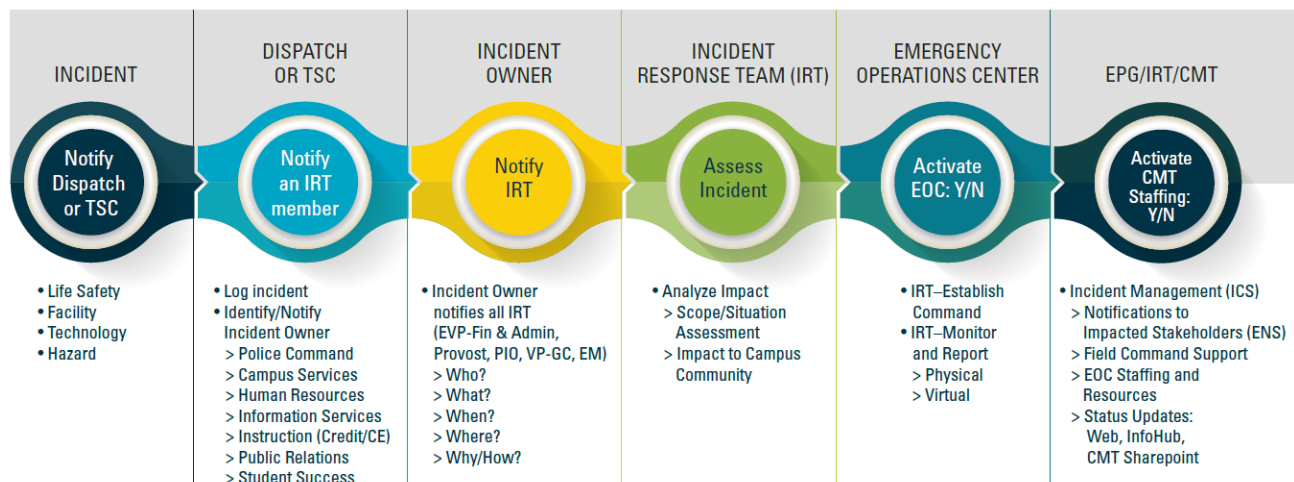 INCIDENT
Notify
Dispatch
or TSC
• Life Safety
• Facility
• Technology
• Hazard
DISPATCH
OR TSC
Notify
an IRT
member
• Log incident
• Identify/Notify
Incident Owner
> Police Command
> Campus Services
> Human Resources
> Information Services
> Instruction (Credit/CE)
> Public Relations
> Student Success
INCIDENT
OWNER
Notify
IRT
• Incident Owner
notifies all IRT
(EVP-Fin & Admin,
Provost, PIO, VP-GC, EM)
> Who?
> What?
> When?
> Where?
> Why/How?
INCIDENT
RESPONSE TEAM (IRT)
Assess
Incident
• Analyze Impact
> Scope/Situation
Assessment
> Impact to Campus
Community
EMERGENCY
OPERATIONS CENTER
Activate
EOC: Y/N
• IRT–Establish
Command
• IRT–Monitor
and Report
> Physical
> Virtual
EPG/IRT/CMT
Activate
CMT
Staffing:
Y/N
• Incident Management (ICS)
> Notifications to
Impacted Stakeholders (ENS)
> Field Command Support
> EOC Staffing and
Resources
> Status Updates:
Web, InfoHub,
CMT Sharepoint